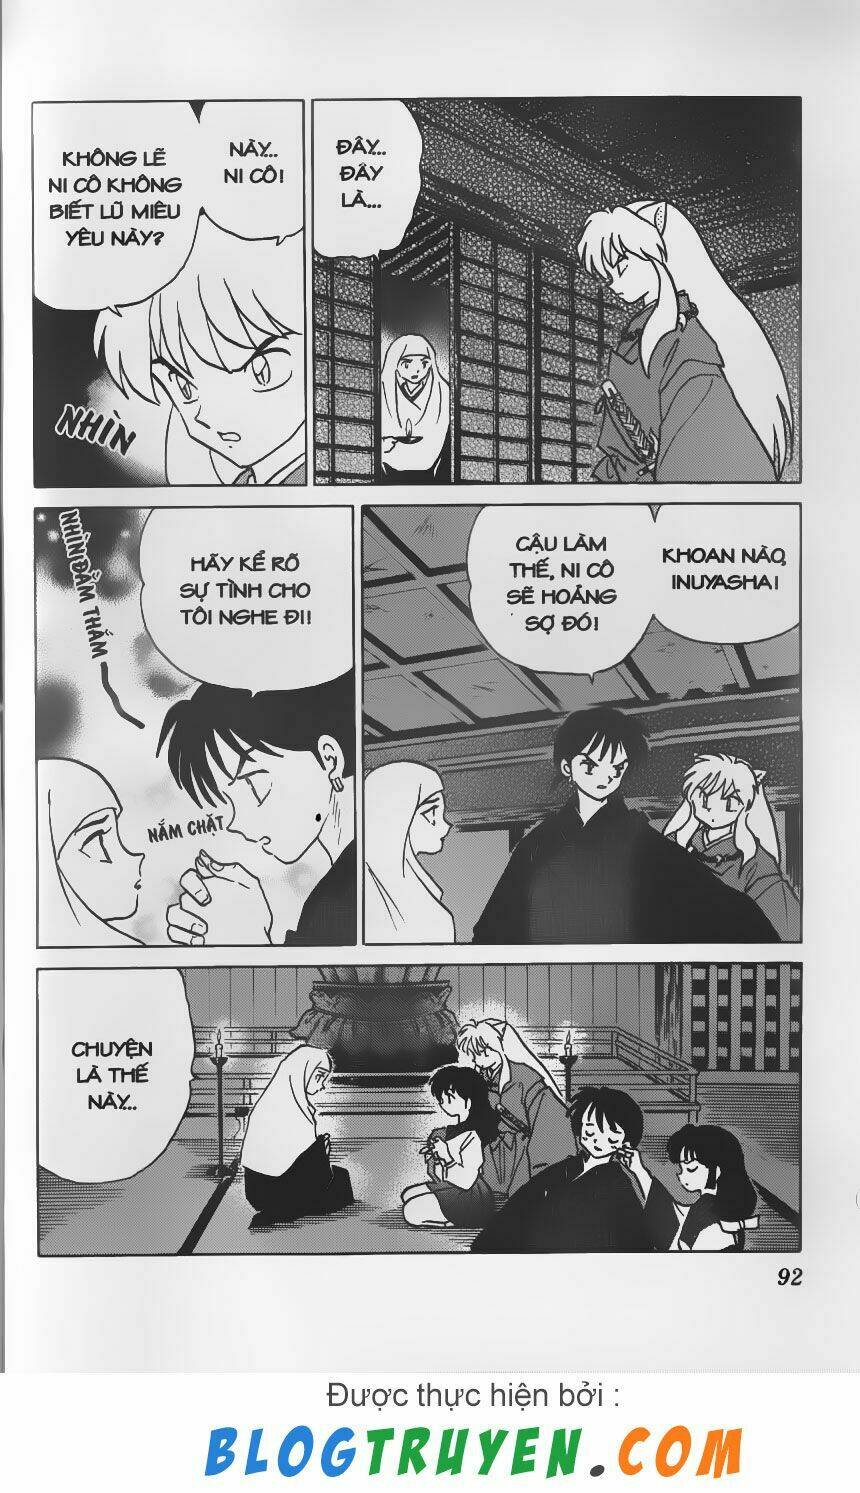 ĐÂY...
ĐÂY
LÀ...
NÀY...
NI CÔ!
KHÔNG LẼ
NI CÔ KHÔNG
BIẾT LŨ MIÊU
YÊU NÀY?
NHÌN
KHOAN NÀO,
INUYASHA!
CẬU LÀM
THẾ, NI CÔ
SẼ HOẢNG
SỢ ĐÓ!
HÃY KỂ RÕ
SỰ TÌNH CHO
TÔI NGHE ĐI!
NHÌN ĐẰM THẮM
NẮM CHẶT
CHUYỆN
LÀ THẾ
NÀY...
92
Được thực hiện bởi :
BLOGTRUYEN.COM